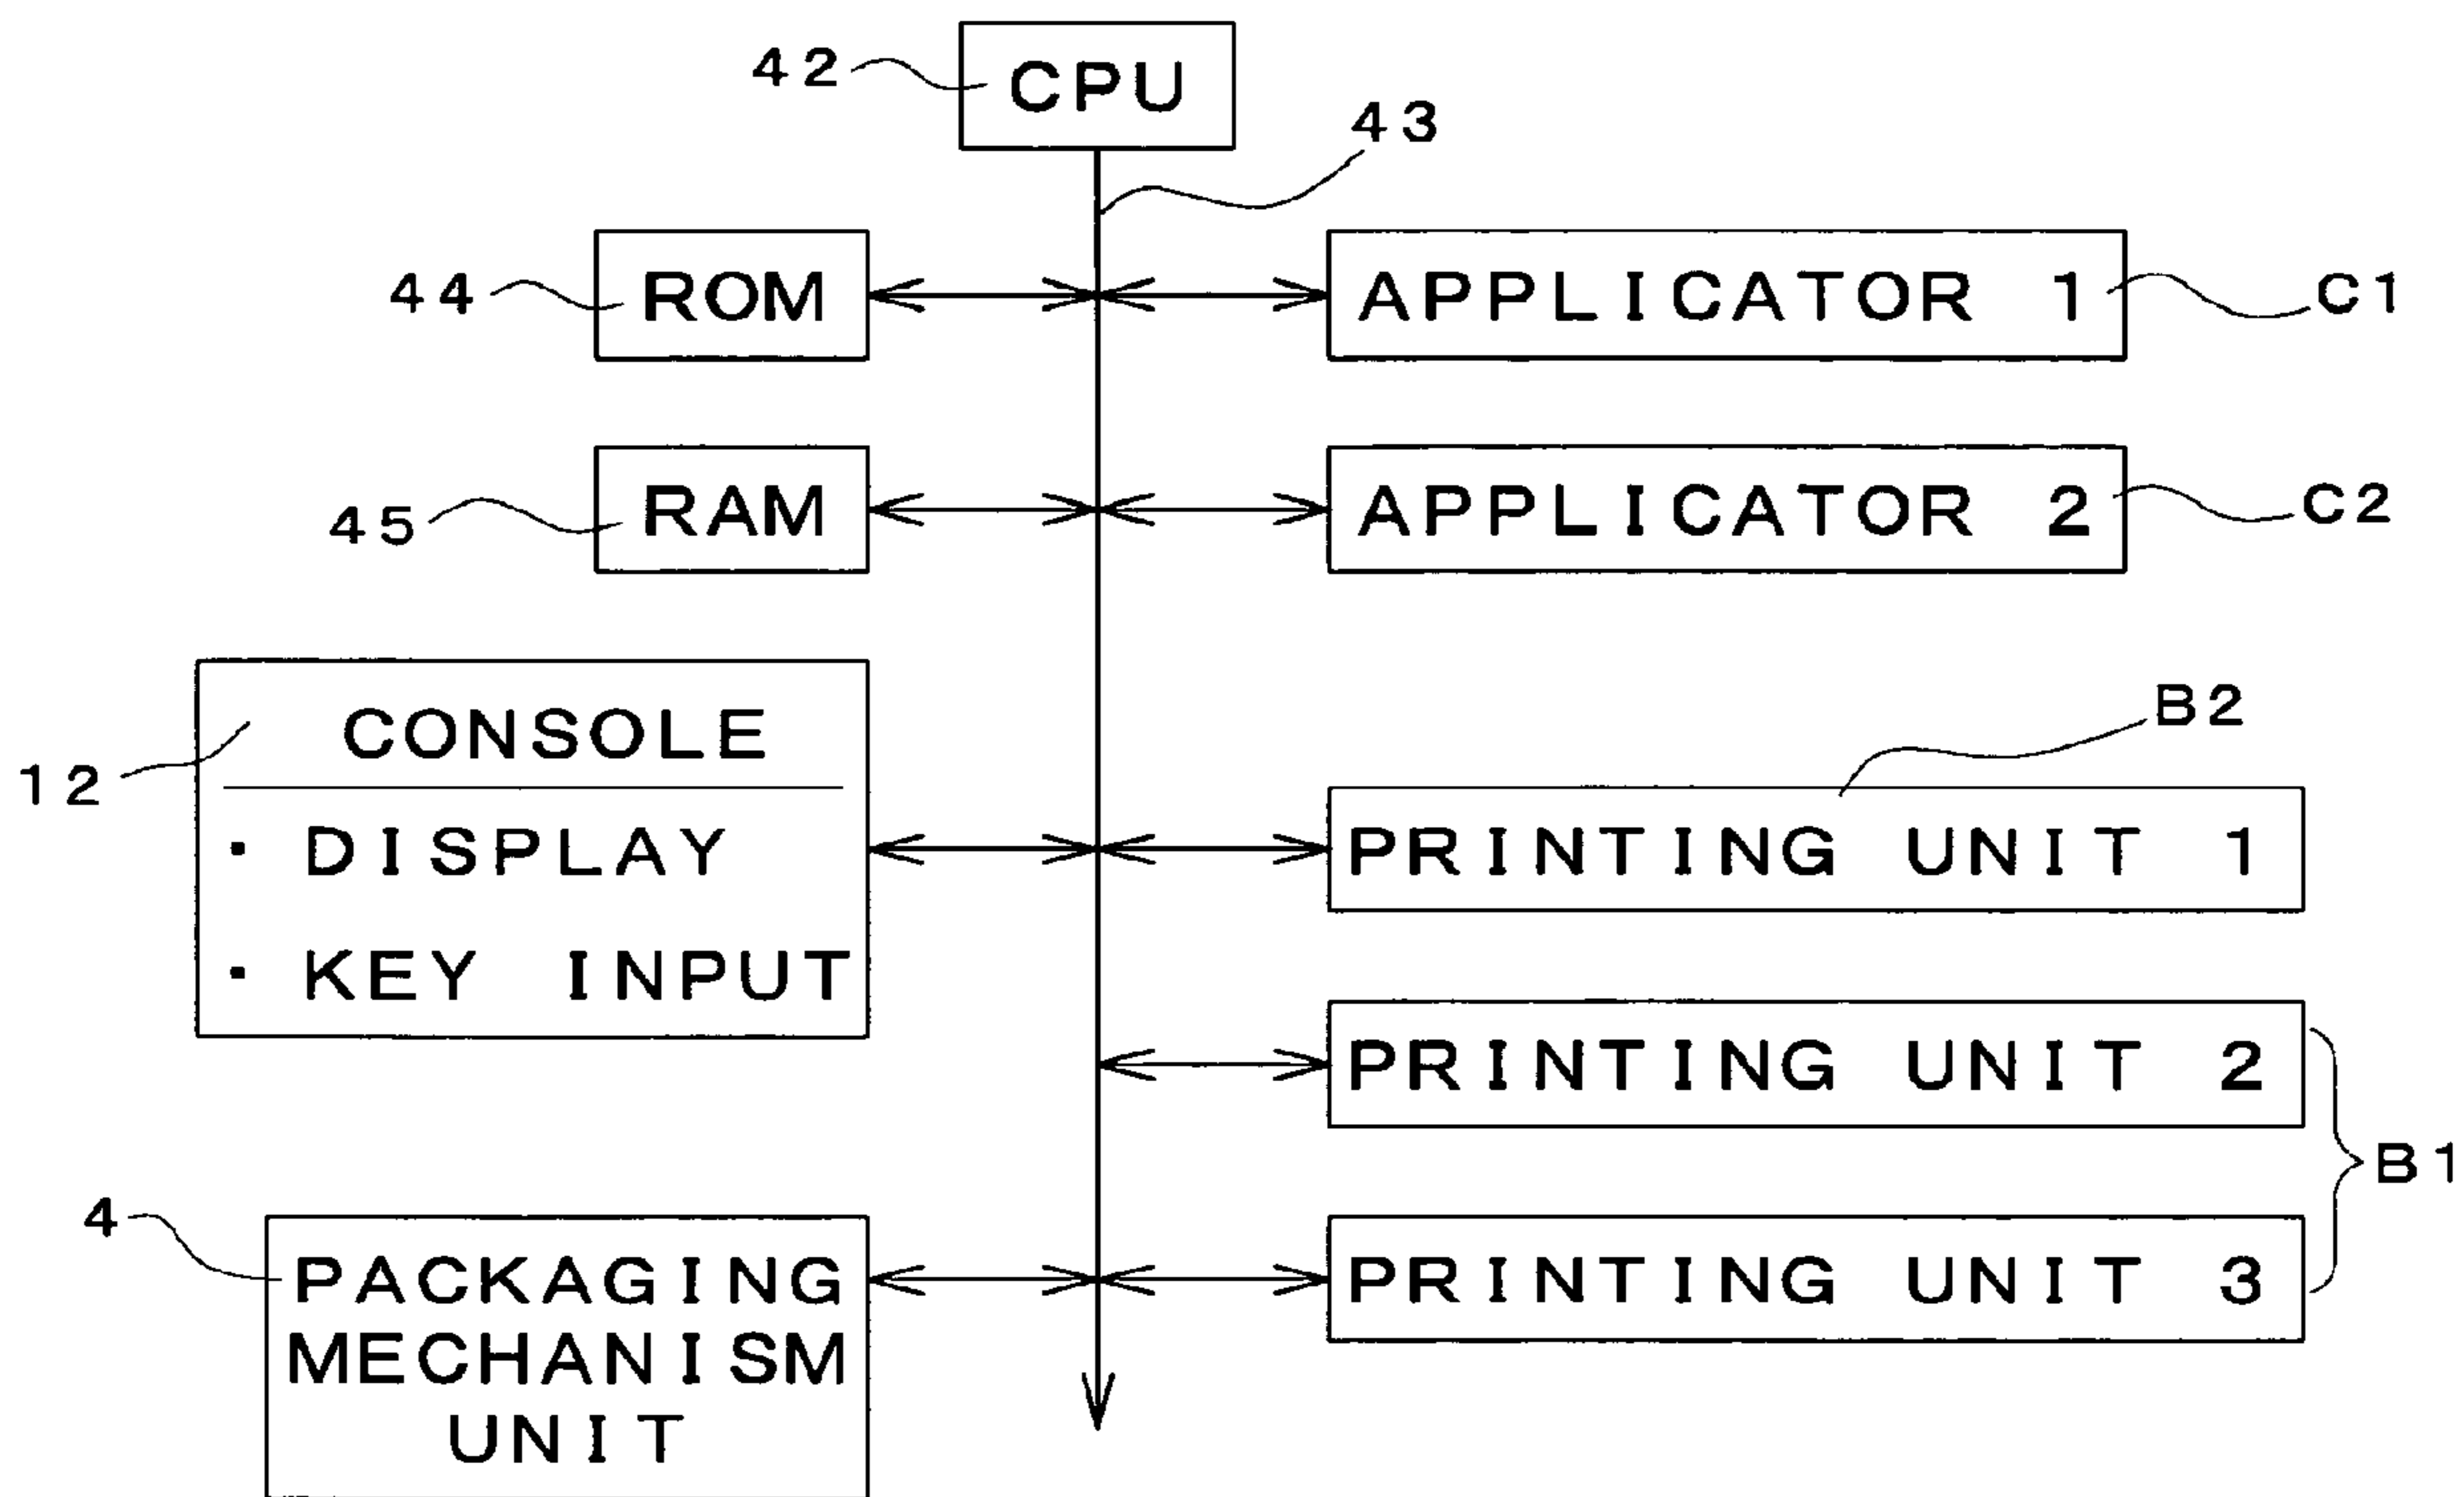 42
CPU
43
44
ROM
APPLICATOR 1
C1
45
RAM
APPLICATOR 2
C2
12
CONSOLE
· DISPLAY
· KEY INPUT
B2
PRINTING UNIT 1
PRINTING UNIT 2
B1
4
PACKAGING
MECHANISM
UNIT
PRINTING UNIT 3